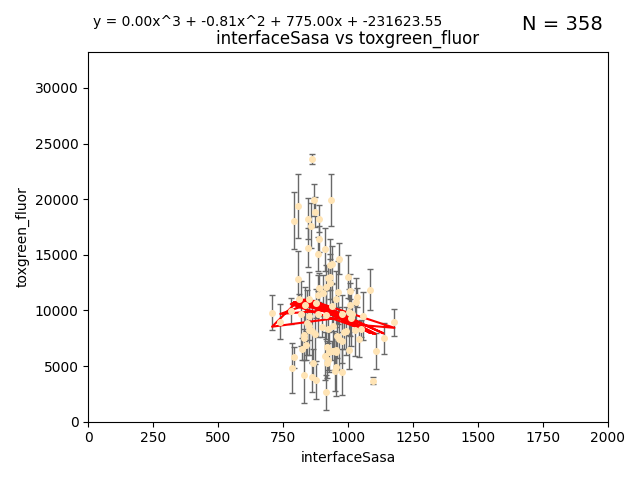 y = 0.00x^3 + -0.81x^2 + 775.00x + -231623.55
N = 358
interfaceSasa vs toxgreen_fluor
30000
25000
20000
15000
10000
5000
0
toxgreen_fluor
0 250 500 750 1000 1250 1500 1750 2000
interfaceSasa